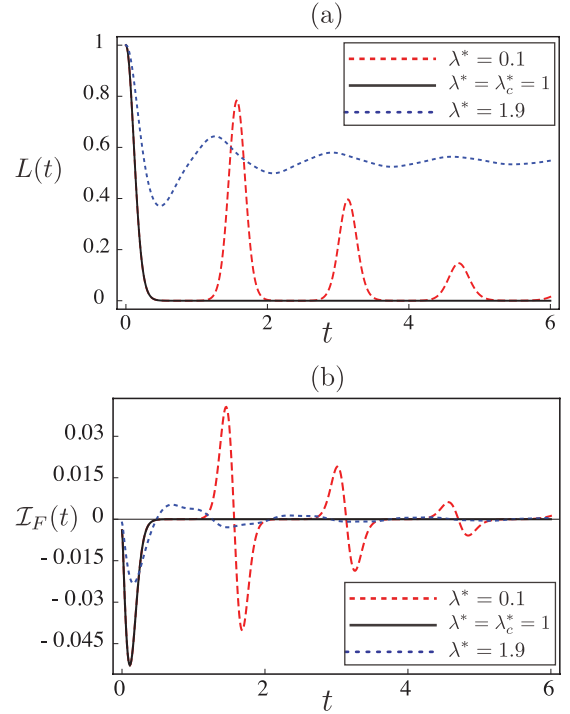 (a)
1
0.8
0.6
L(t)
0.4
0.2
0
λ* = 0.1
λ* = λ*c = 1
λ* = 1.9
0 2 4 6
t
(b)
0.03
0.015
I_F(t) 0
- 0.015
- 0.03
- 0.045
λ* = 0.1
λ* = λ*c = 1
λ* = 1.9
0 2 4 6
t